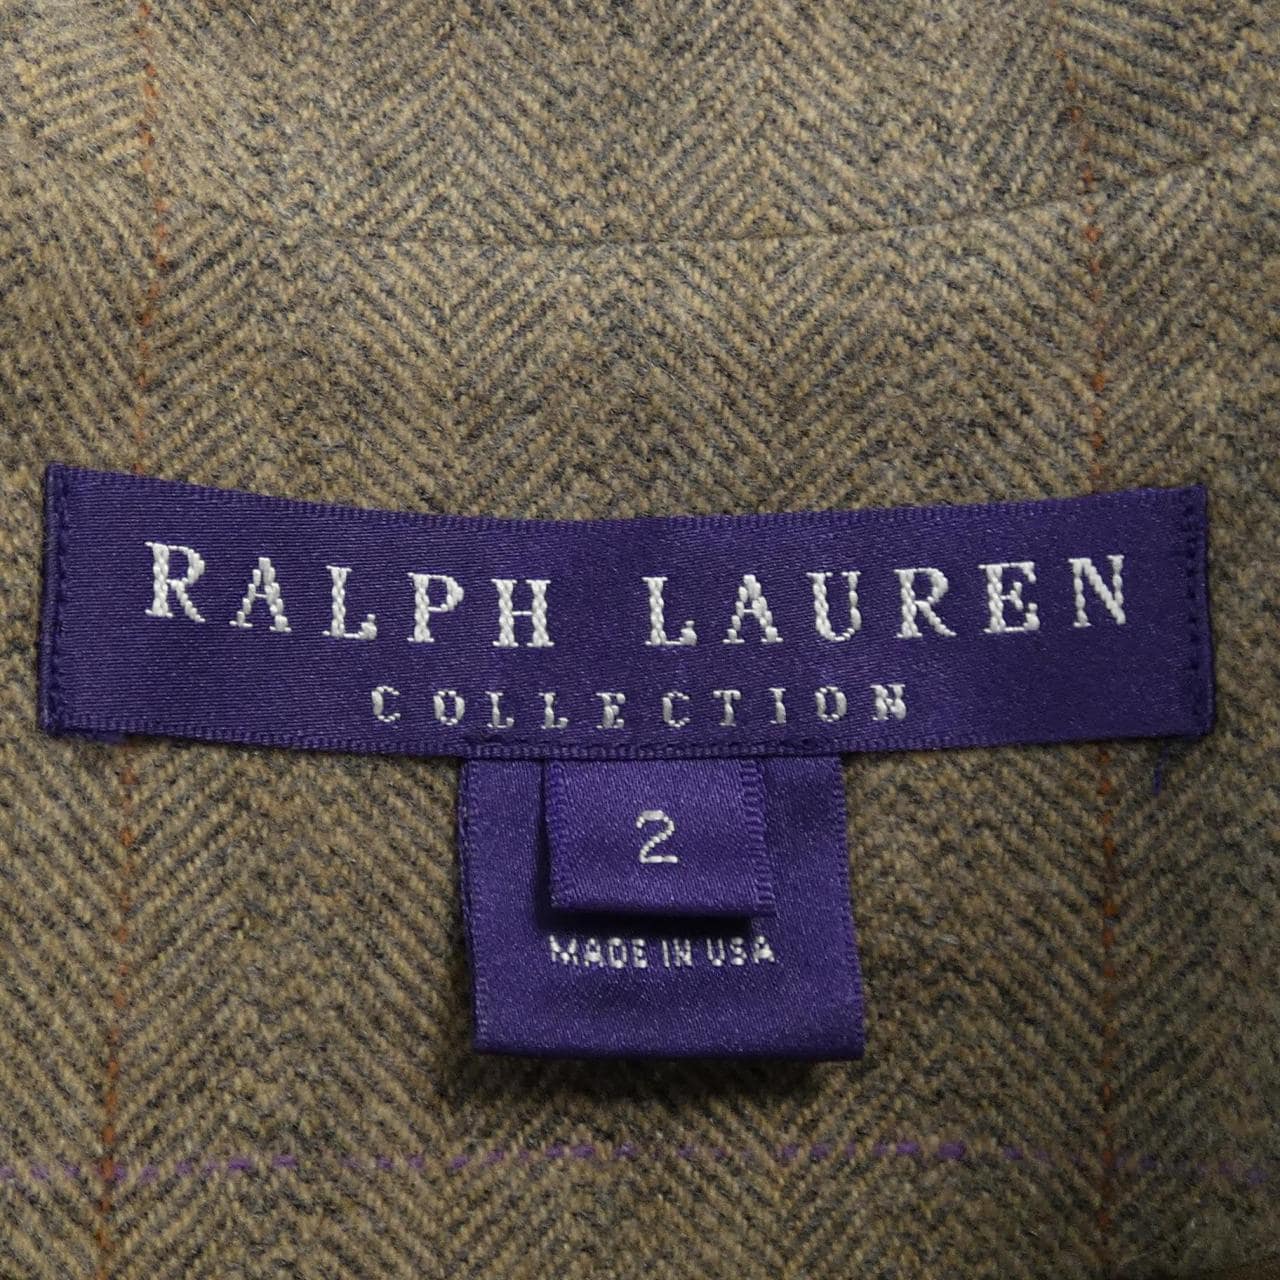 RALPH LAUREN
COLLECTION
2
MADE IN USA